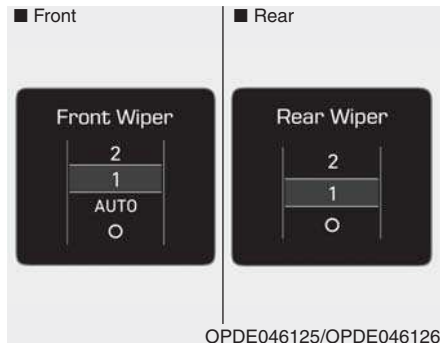 ■ Front
Front Wiper
2
1
AUTO
O
■ Rear
Rear Wiper
2
1
O
OPDE046125/OPDE046126